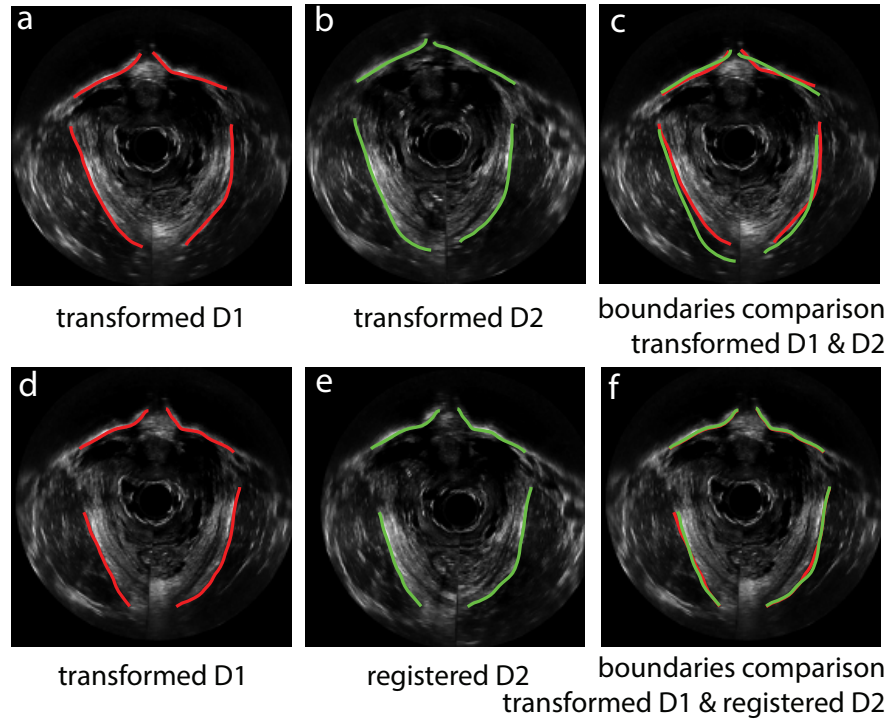 a
b
c
transformed D1
transformed D2
boundaries comparison
transformed D1 & D2
d
e
f
transformed D1
registered D2
boundaries comparison
transformed D1 & registered D2